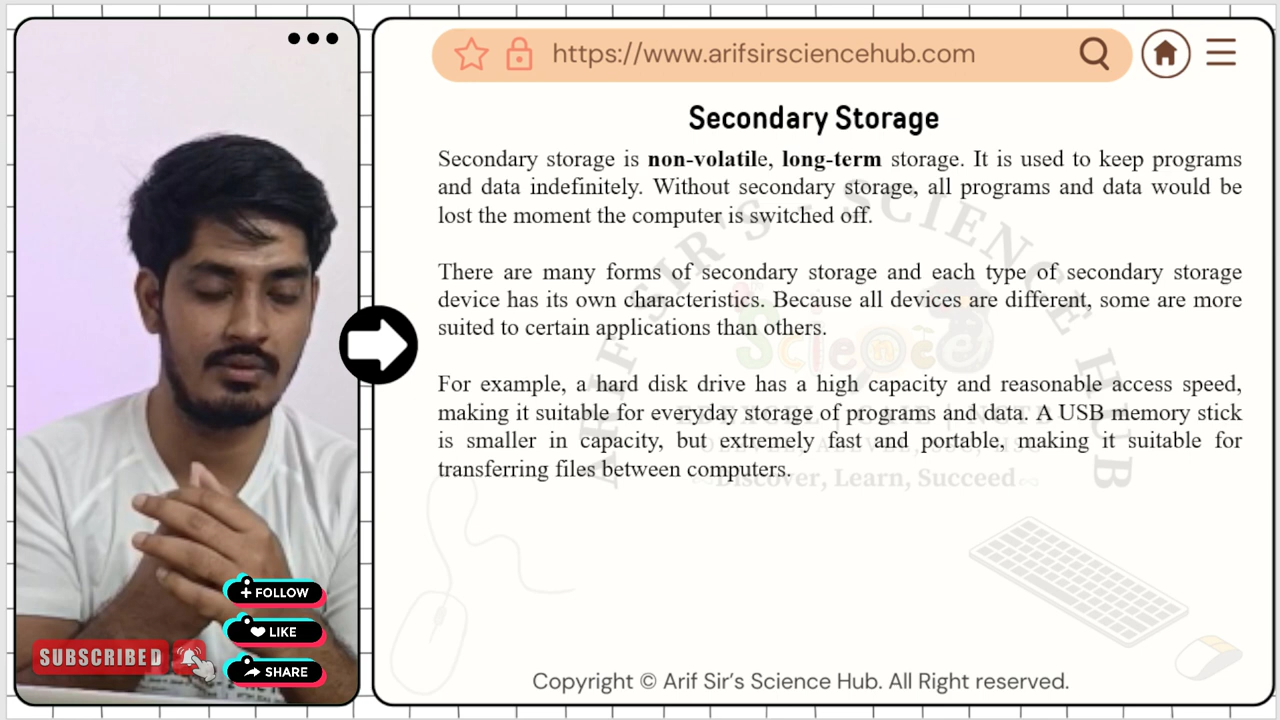 https://www.arifsirsciencehub.com
Secondary Storage
Secondary storage is non-volatile, long-term storage. It is used to keep programs
and data indefinitely. Without secondary storage, all programs and data would be
lost the moment the computer is switched off.
There are many forms of secondary storage and each type of secondary storage
device has its own characteristics. Because all devices are different, some are more
suited to certain applications than others.
For example, a hard disk drive has a high capacity and reasonable access speed,
making it suitable for everyday storage of programs and data. A USB memory stick
is smaller in capacity, but extremely fast and portable, making it suitable for
transferring files between computers.
ARIF SIR'S - SCIENCE HUB
Science
Discover, Learn, Succeed
+ FOLLOW
LIKE
SHARE
SUBSCRIBED
Copyright © Arif Sir’s Science Hub. All Right reserved.